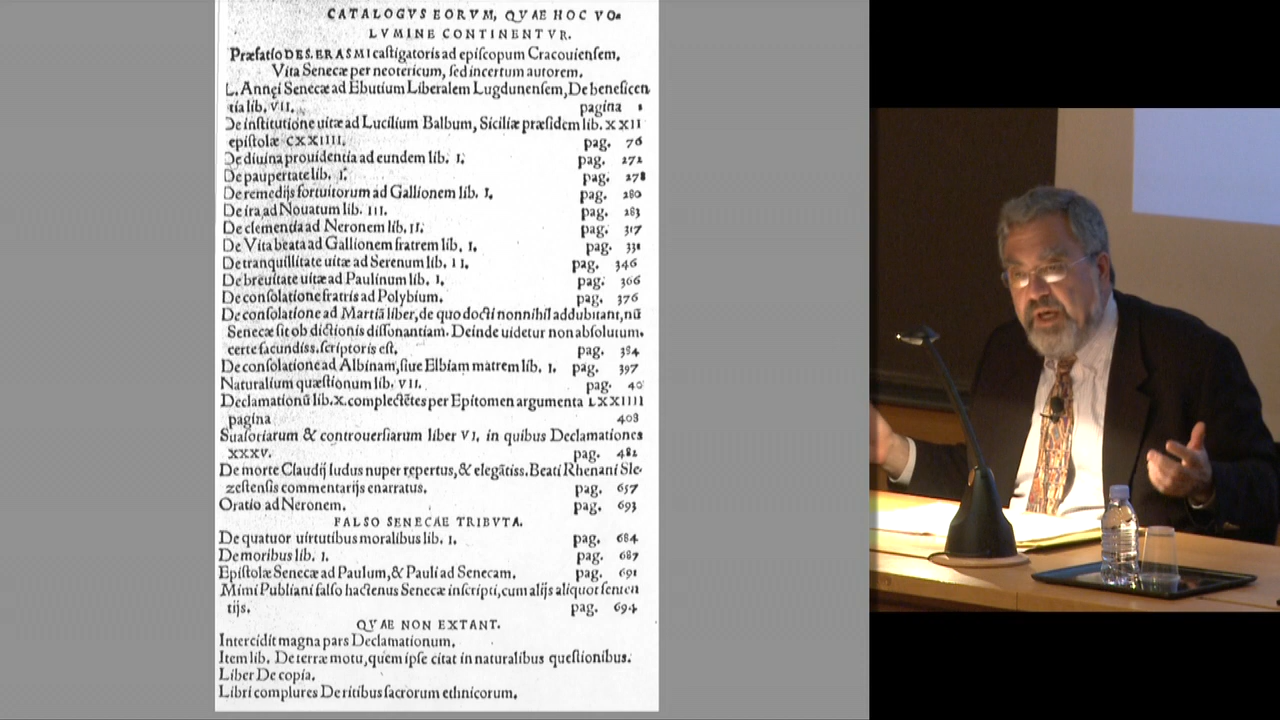 CATALOGVS EORVM, QVAE HOC VO-
LVMINE CONTINENTVR.
Præfatio DES. ERASMI caſtigatoris ad epiſcopum Cracouienſem.
Vita Senecæ per neotericum, ſed incertum autorem.
L. Annęi Senecæ ad Ebutium Liberalem Lugdunenſem, De beneficen
tia lib. VII. pagina 1
De inſtitutione uitæ ad Lucilium Balbum, Siciliæ præſidem lib. XXII
epiſtolæ CXXIIII. pag. 76
De diuina prouidentia ad eundem lib. I. pag. 272
De paupertate lib. I. pag. 278
De remedijs fortuitorum ad Gallionem lib. I. pag. 280
De ira ad Nouatum lib. III. pag. 283
De clementia ad Neronem lib. II. pag. 317
De Vita beata ad Gallionem fratrem lib. I. pag. 331
De tranquillitate uitæ ad Serenum lib. II. pag. 346
De breuitate uitæ ad Paulinum lib. I. pag. 366
De conſolatione fratris ad Polybium. pag. 376
De conſolatione ad Martiā liber, de quo docti nonnihil addubitant, nū
Senecæ ſit ob dictionis diſſonantiam. Deinde uidetur non abſolutum.
certe facundiss. ſcriptoris eſt. pag. 384
De conſolatione ad Albinam, ſiue Elbiam matrem lib. I. pag. 397
Naturalium quæſtionum lib. VII. pag. 40
Declamationū lib. X. complectētes per Epitomen argumenta LXXIIII
pagina 403
Suaſoriarum & controuerſiarum liber VI. in quibus Declamationes
XXXV. pag. 482
De morte Claudij ludus nuper repertus, & elegātiss. Beati Rhenani Sle-
zeſtenſis commentarijs enarratus. pag. 657
Oratio ad Neronem. pag. 693
FALSO SENECAE TRIBVTA.
De quatuor uirtutibus moralibus lib. I. pag. 684
De moribus lib. I. pag. 687
Epiſtolæ Senecæ ad Paulum, & Pauli ad Senecam. pag. 691
Mimi Publiani falſo hactenus Senecæ inſcripti, cum alijs aliquot ſenten
tijs. pag. 694
QVAE NON EXTANT.
Intercidit magna pars Declamationum.
Item lib. De terræ motu, quem ipſe citat in naturalibus queſtionibus.
Liber De copia.
Libri complures De ritibus ſacrorum ethnicorum.